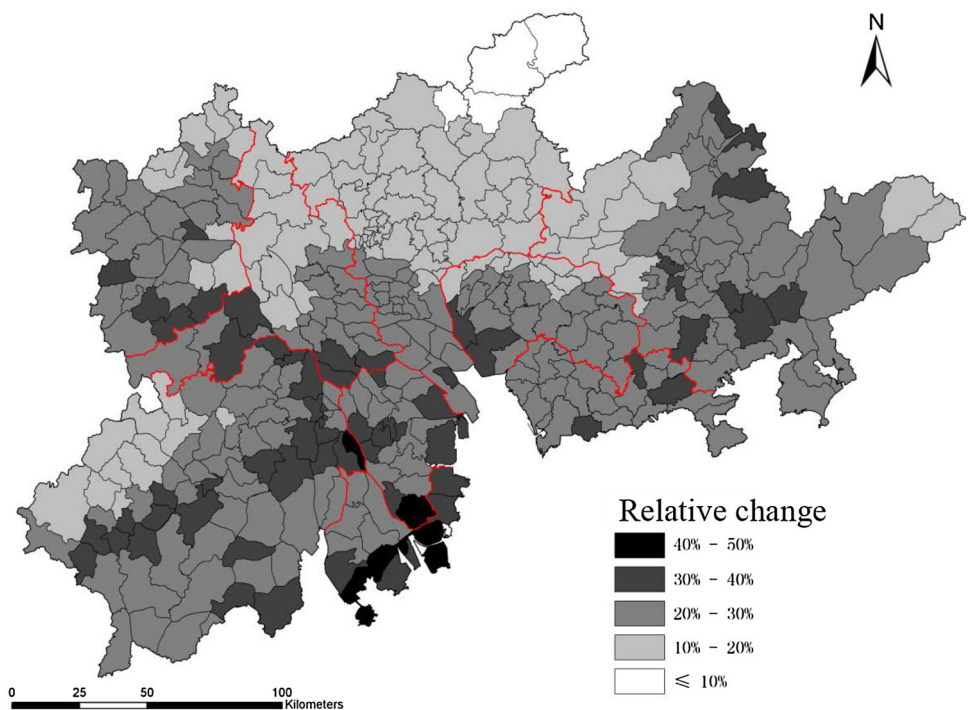 N
Relative change
40% - 50%
30% - 40%
20% - 30%
10% - 20%
≤ 10%
0 25 50 100
Kilometers